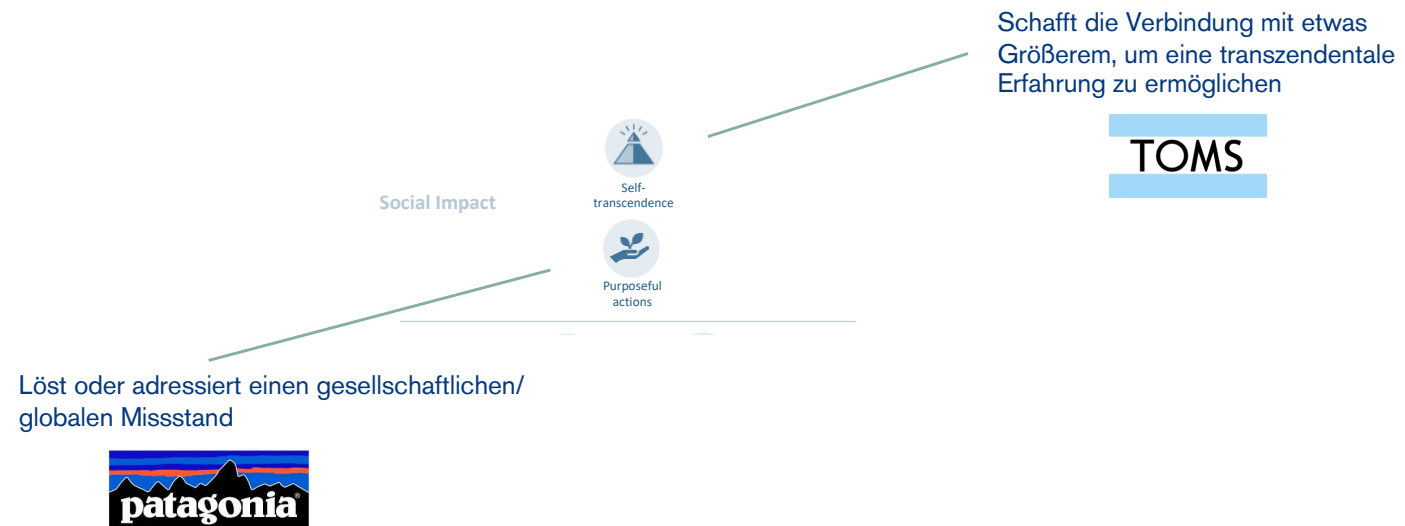 Schafft die Verbindung mit etwas
Größerem, um eine transzendentale
Erfahrung zu ermöglichen
TOMS
Self-
transcendence
Social Impact
Purposeful
actions
Löst oder adressiert einen gesellschaftlichen/
globalen Missstand
patagonia®